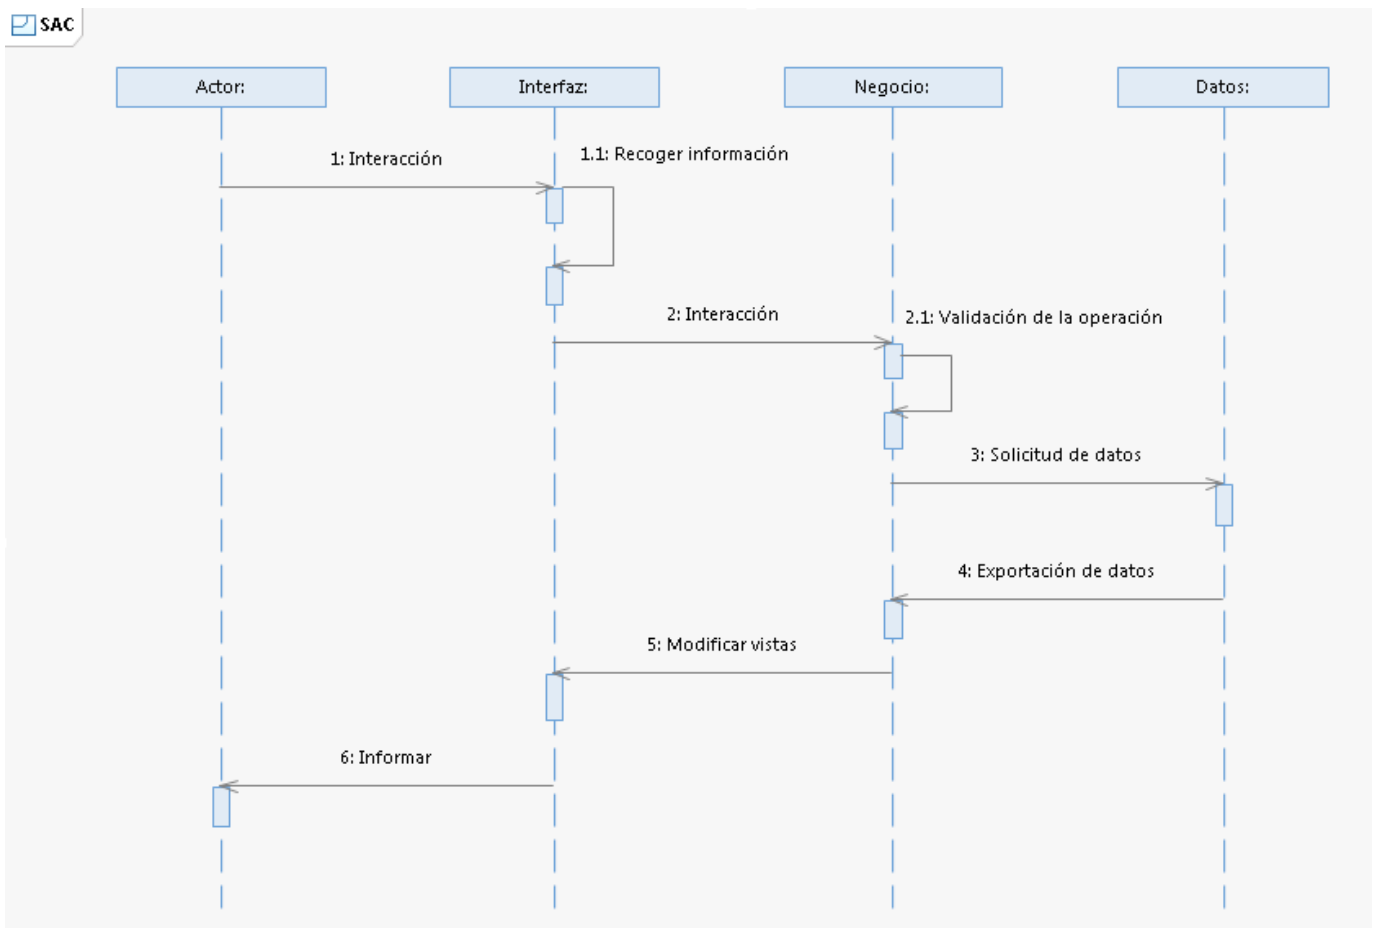 SAC
Actor:
Interfaz:
Negocio:
Datos:
1: Interacción
1.1: Recoger información
2: Interacción
2.1: Validación de la operación
3: Solicitud de datos
4: Exportación de datos
5: Modificar vistas
6: Informar